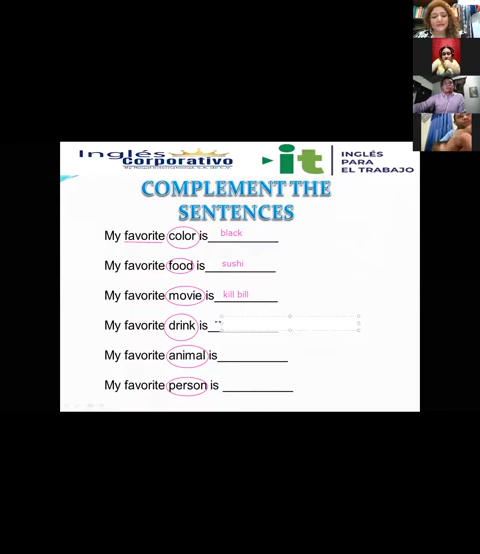 Inglés Corporativo
it
INGLÉS
PARA
EL TRABAJO
COMPLEMENT THE
SENTENCES
My favorite color is black
My favorite food is sushi
My favorite movie is kill bill
My favorite drink is
My favorite animal is
My favorite person is